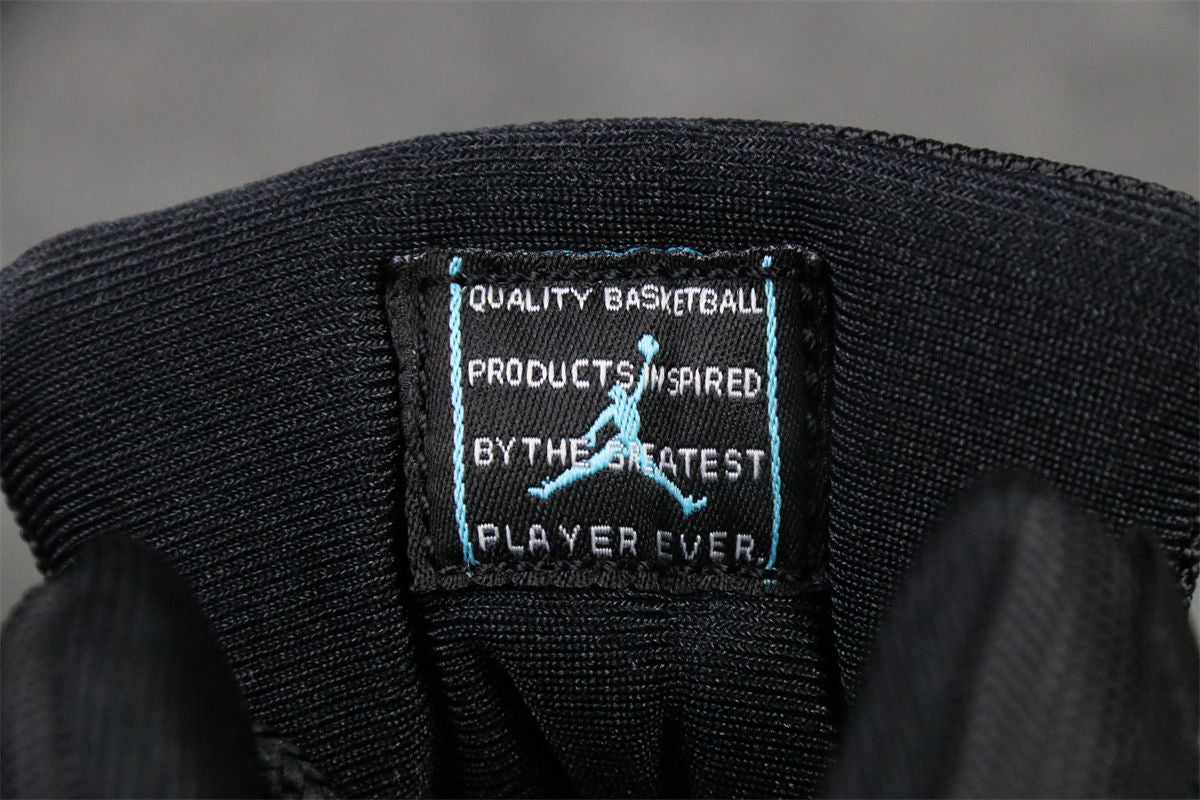 QUALITY BASKETBALL
PRODUCTS INSPIRED
BY THE GREATEST
PLAYER EVER.